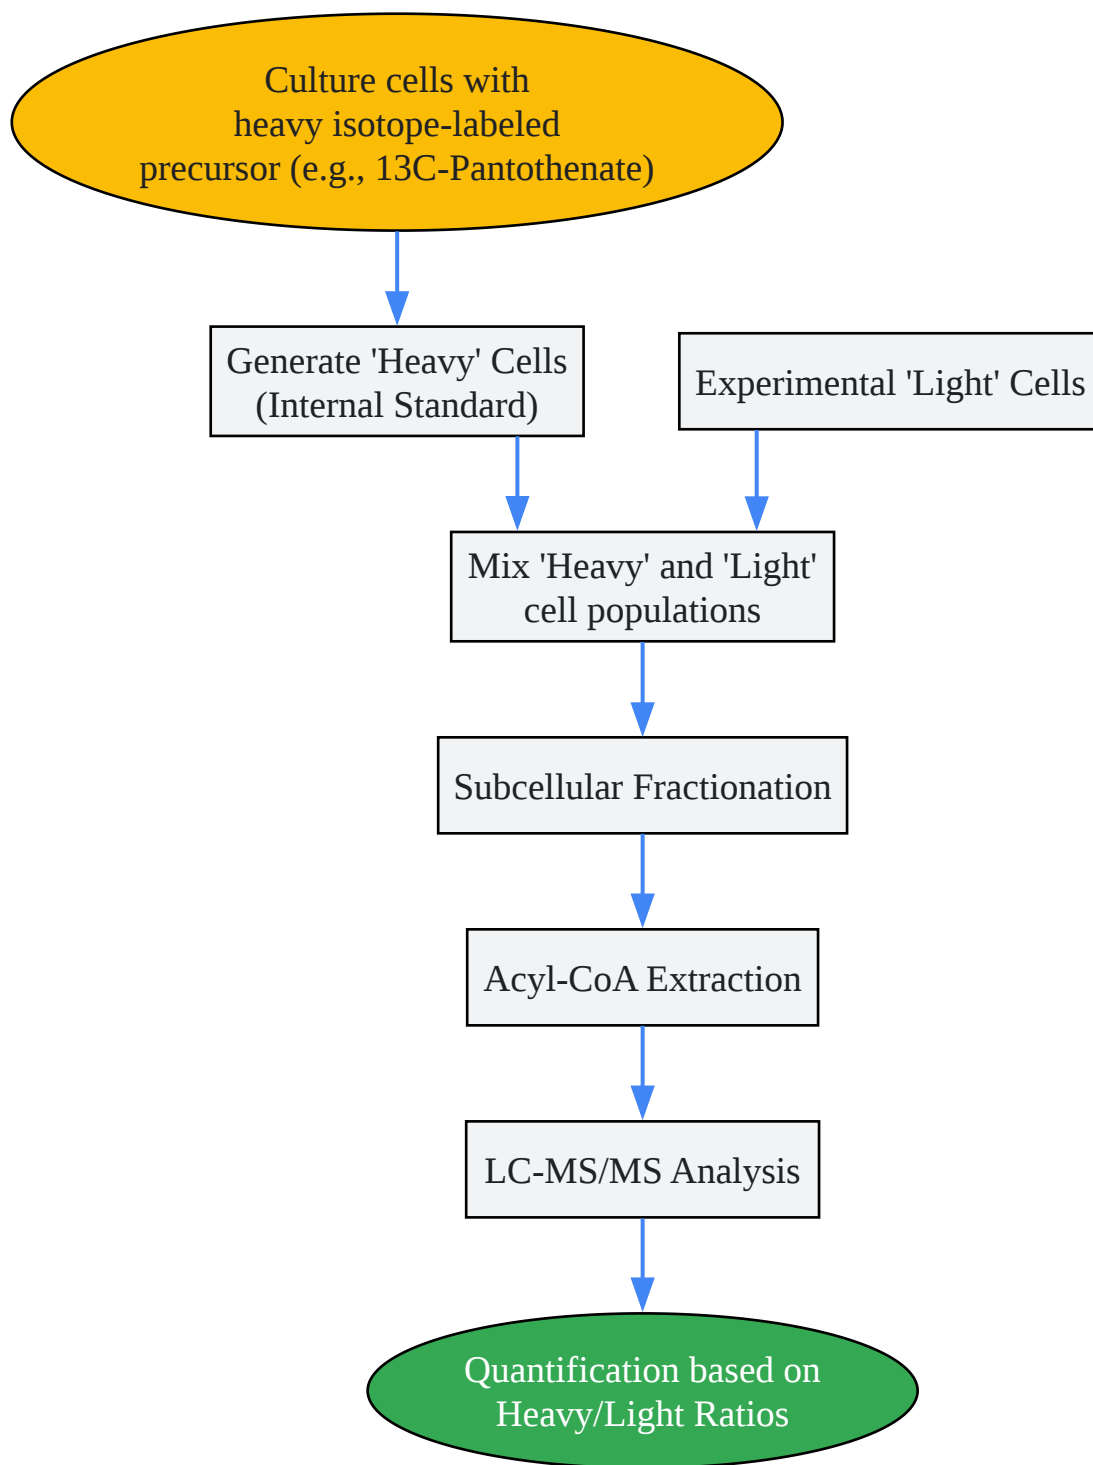 Culture cells with
heavy isotope-labeled
precursor (e.g., 13C-Pantothenate)
Generate 'Heavy' Cells
(Internal Standard)
Experimental 'Light' Cells
Mix 'Heavy' and 'Light'
cell populations
Subcellular Fractionation
Acyl-CoA Extraction
LC-MS/MS Analysis
Quantification based on
Heavy/Light Ratios